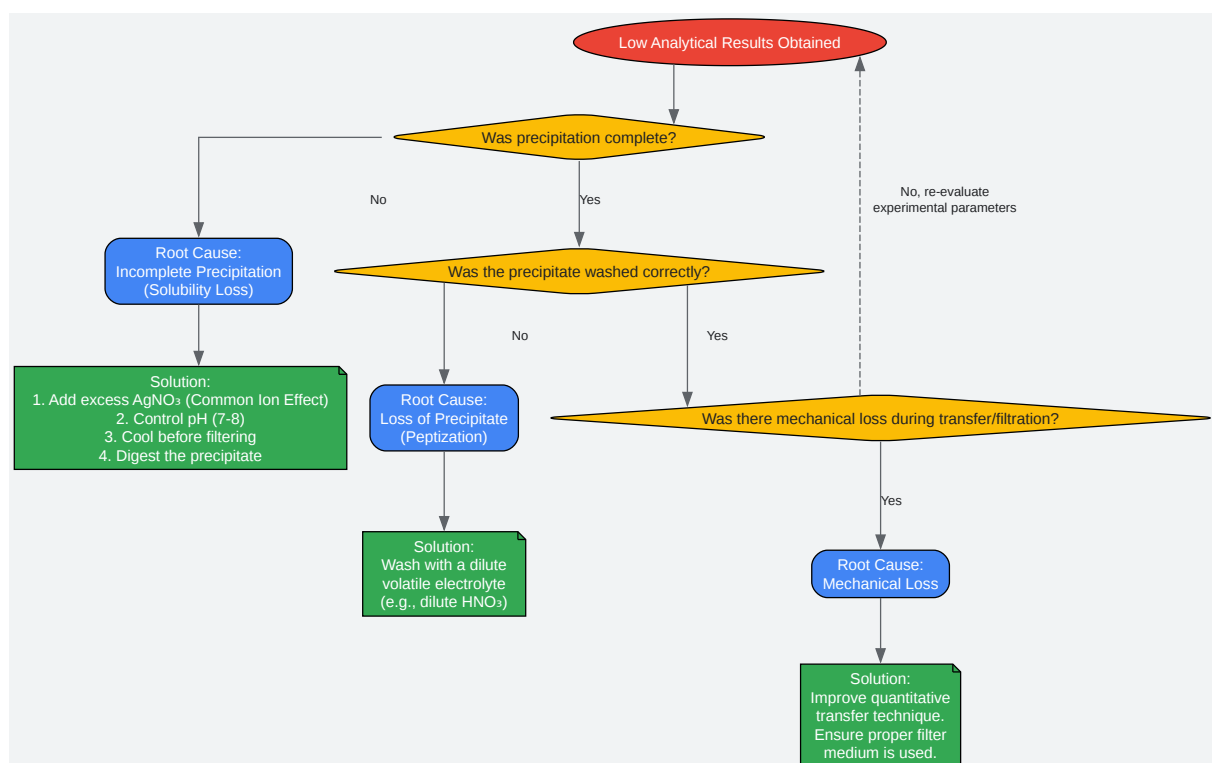 Low Analytical Results Obtained
Was precipitation complete?
No
Yes
No, re-evaluate
experimental parameters
Root Cause:
Incomplete Precipitation
(Solubility Loss)
Was the precipitate washed correctly?
No
Yes
Solution:
1. Add excess AgNO₃ (Common Ion Effect)
2. Control pH (7-8)
3. Cool before filtering
4. Digest the precipitate
Root Cause:
Loss of Precipitate
(Peptization)
Was there mechanical loss during transfer/filtration?
Yes
Solution:
Wash with a dilute
volatile electrolyte
(e.g., dilute HNO₃)
Root Cause:
Mechanical Loss
Solution:
Improve quantitative
transfer technique.
Ensure proper filter
medium is used.